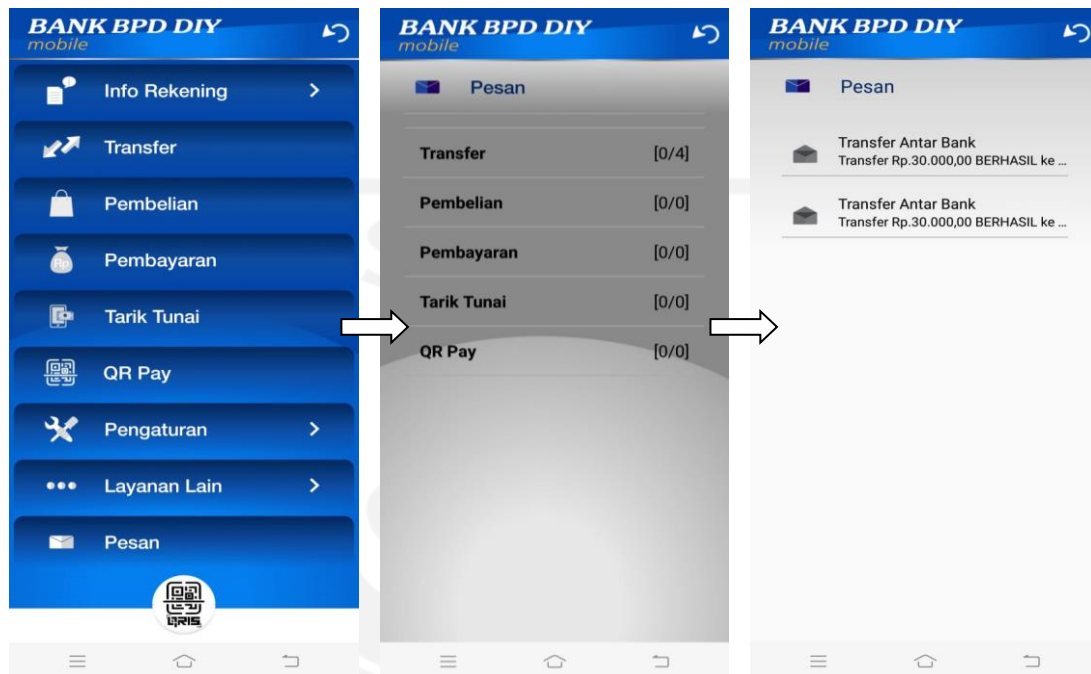 BANK BPD DIY
mobile
Info Rekening
Transfer
Pembelian
Pembayaran
Rp
Tarik Tunai
QR Pay
Pengaturan
Layanan Lain
Pesan
QRIS
BANK BPD DIY
mobile
Pesan
Transfer [0/4]
Pembelian [0/0]
Pembayaran [0/0]
Tarik Tunai [0/0]
QR Pay [0/0]
BANK BPD DIY
mobile
Pesan
Transfer Antar Bank
Transfer Rp.30.000,00 BERHASIL ke ...
Transfer Antar Bank
Transfer Rp.30.000,00 BERHASIL ke ...